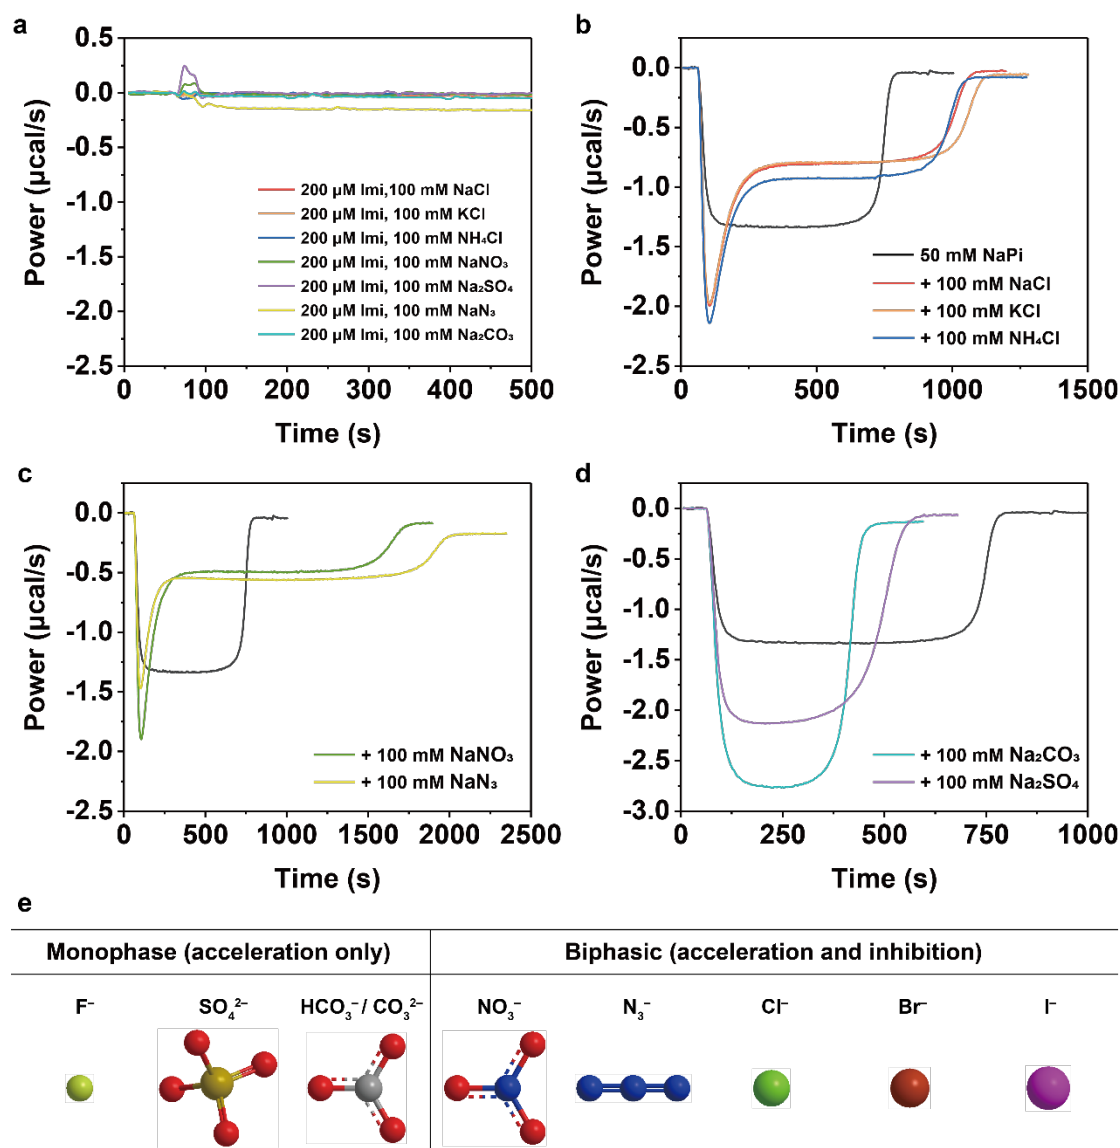 a
0.5
0.0
-0.5
-1.0
-1.5
-2.0
-2.5
Power (µcal/s)
200 µM Imi,100 mM NaCl
200 µM Imi, 100 mM KCl
200 µM Imi, 100 mM NH₄Cl
200 µM Imi, 100 mM NaNO₃
200 µM Imi, 100 mM Na₂SO₄
200 µM Imi, 100 mM NaN₃
200 µM Imi, 100 mM Na₂CO₃
0 100 200 300 400 500
Time (s)
b
0.0
-0.5
-1.0
-1.5
-2.0
-2.5
Power (µcal/s)
50 mM NaPi
+ 100 mM NaCl
+ 100 mM KCl
+ 100 mM NH₄Cl
0 500 1000 1500
Time (s)
c
0.0
-0.5
-1.0
-1.5
-2.0
-2.5
Power (µcal/s)
+ 100 mM NaNO₃
+ 100 mM NaN₃
0 500 1000 1500 2000 2500
Time (s)
d
0.0
-0.5
-1.0
-1.5
-2.0
-2.5
-3.0
Power (µcal/s)
+ 100 mM Na₂CO₃
+ 100 mM Na₂SO₄
0 250 500 750 1000
Time (s)
e
Monophase (acceleration only) Biphasic (acceleration and inhibition)
F⁻ SO₄²⁻ HCO₃⁻/ CO₃²⁻ NO₃⁻ N₃⁻ Cl⁻ Br⁻ I⁻